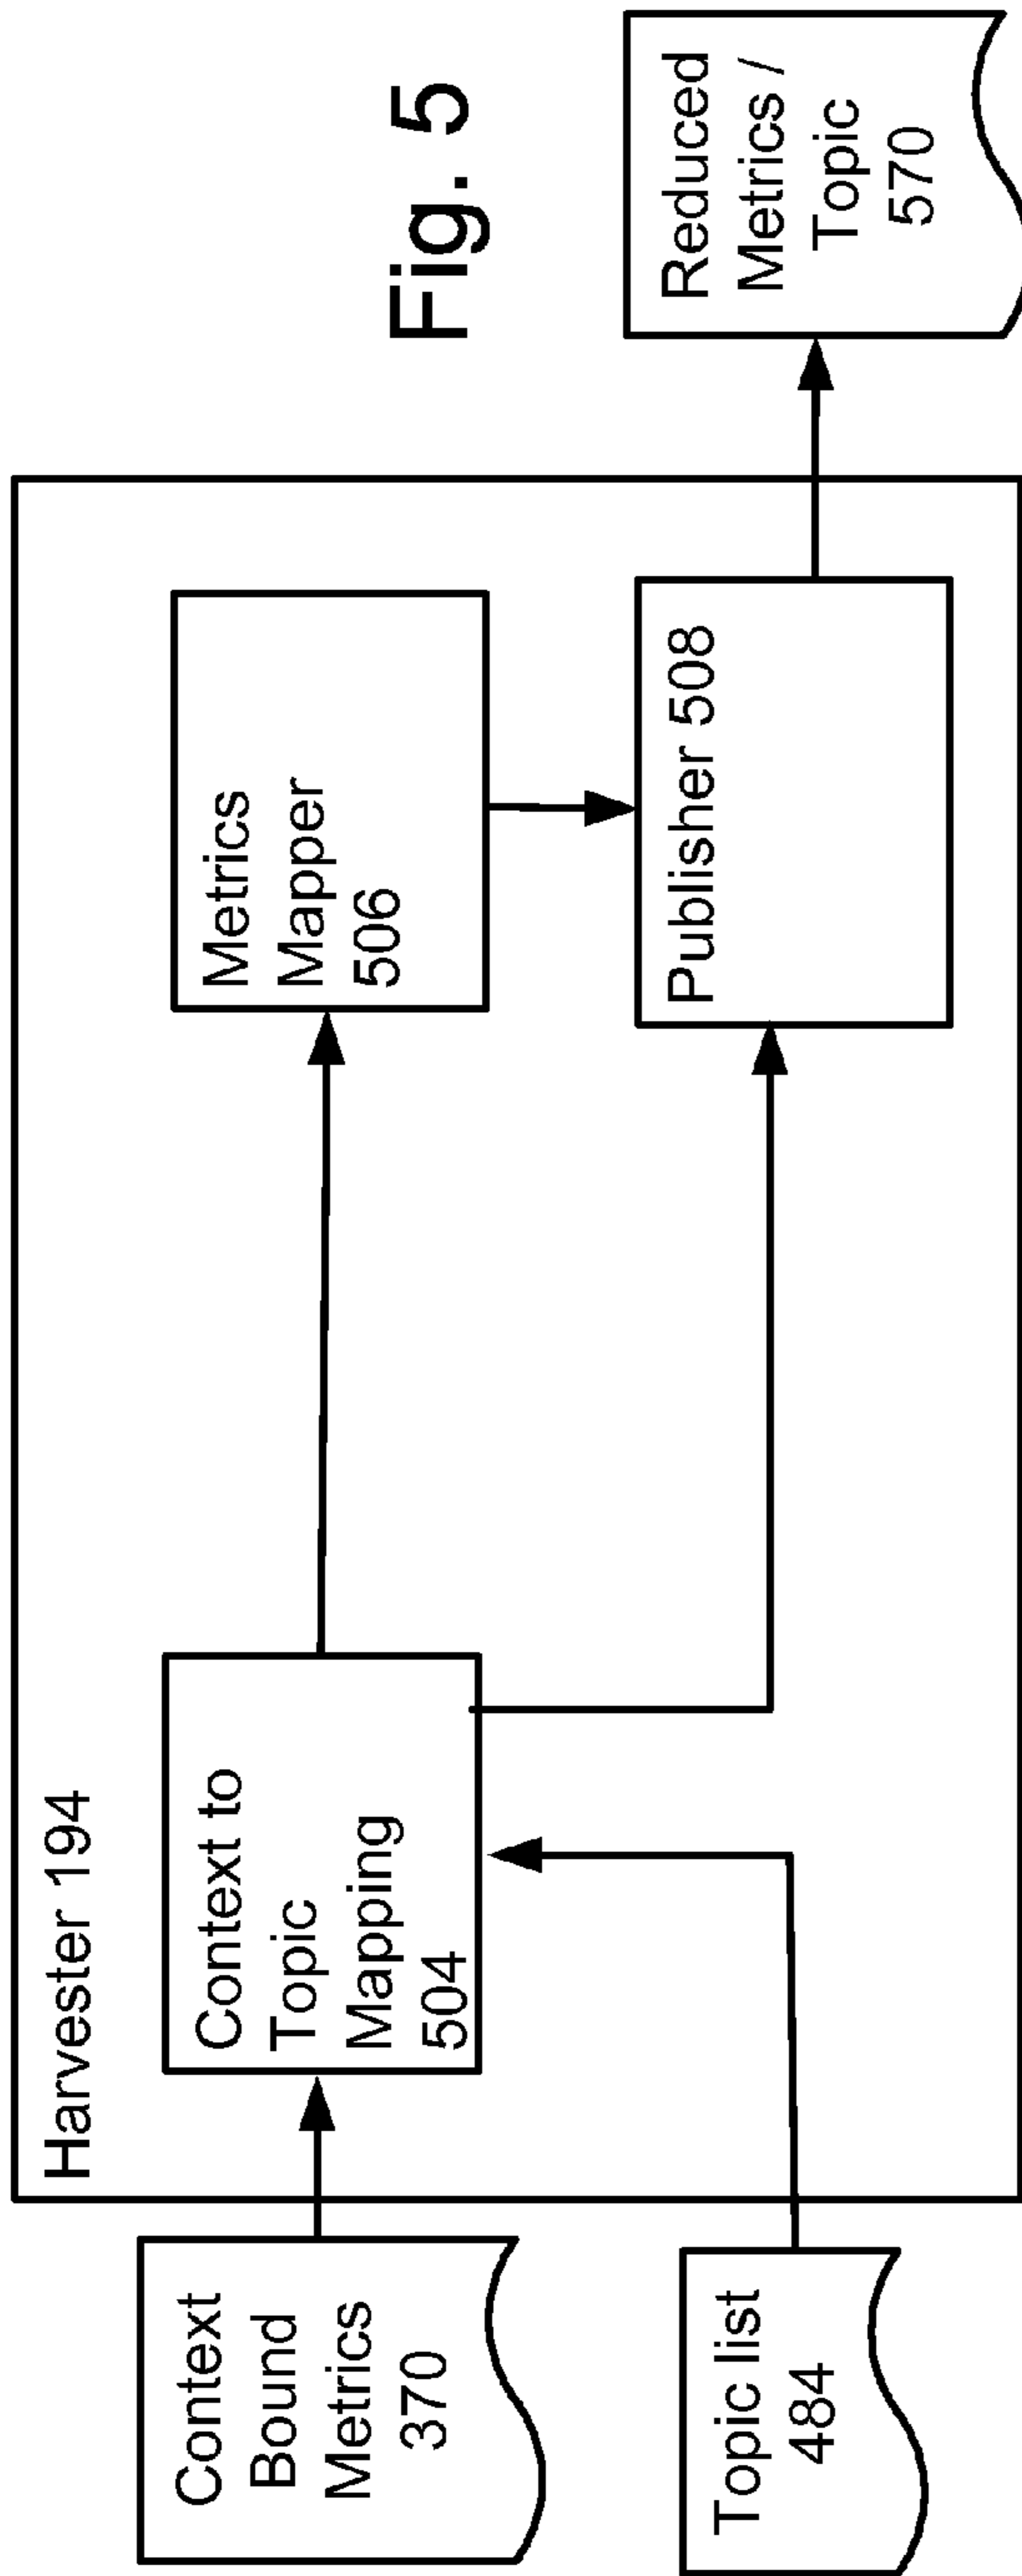 Harvester 194
Context
Bound
Metrics
370
Topic list
484
Context to
Topic
Mapping
504
Metrics
Mapper
506
Publisher 508
Reduced
Metrics /
Topic
570
Fig. 5